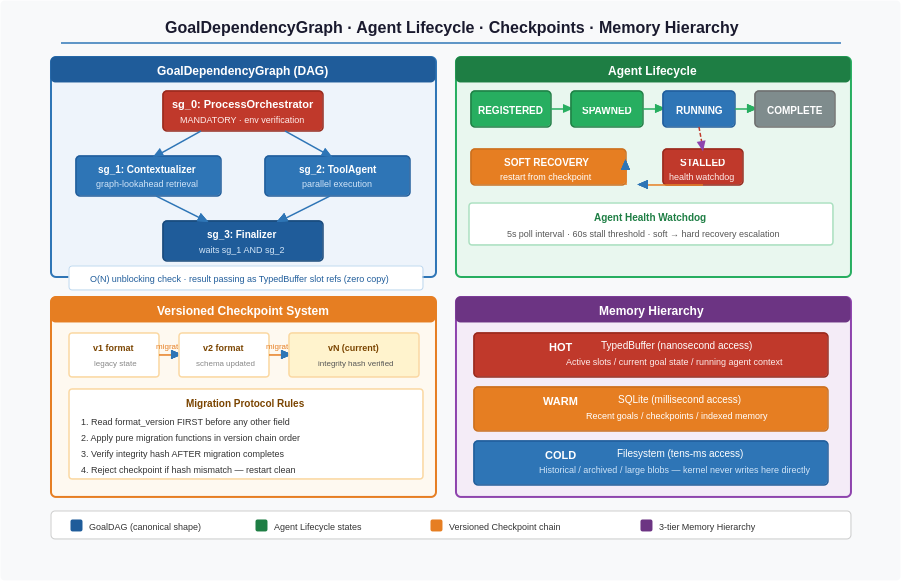 GoalDependencyGraph · Agent Lifecycle · Checkpoints · Memory Hierarchy
GoalDependencyGraph (DAG)
sg_0: ProcessOrchestrator
MANDATORY · env verification
sg_1: Contextualizer
graph-lookahead retrieval
sg_2: ToolAgent
parallel execution
sg_3: Finalizer
waits sg_1 AND sg_2
O(N) unblocking check · result passing as TypedBuffer slot refs (zero copy)
Agent Lifecycle
REGISTERED
SPAWNED
RUNNING
COMPLETE
SOFT RECOVERY
restart from checkpoint
STALLED
health watchdog
Agent Health Watchdog
5s poll interval · 60s stall threshold · soft → hard recovery escalation
Versioned Checkpoint System
v1 format
legacy state
migrat
v2 format
schema updated
migrat
vN (current)
integrity hash verified
Migration Protocol Rules
1. Read format_version FIRST before any other field
2. Apply pure migration functions in version chain order
3. Verify integrity hash AFTER migration completes
4. Reject checkpoint if hash mismatch — restart clean
Memory Hierarchy
HOT TypedBuffer (nanosecond access)
Active slots / current goal state / running agent context
WARM SQLite (millisecond access)
Recent goals / checkpoints / indexed memory
COLD Filesystem (tens-ms access)
Historical / archived / large blobs — kernel never writes here directly
GoalDAG (canonical shape)
Agent Lifecycle states
Versioned Checkpoint chain
3-tier Memory Hierarchy